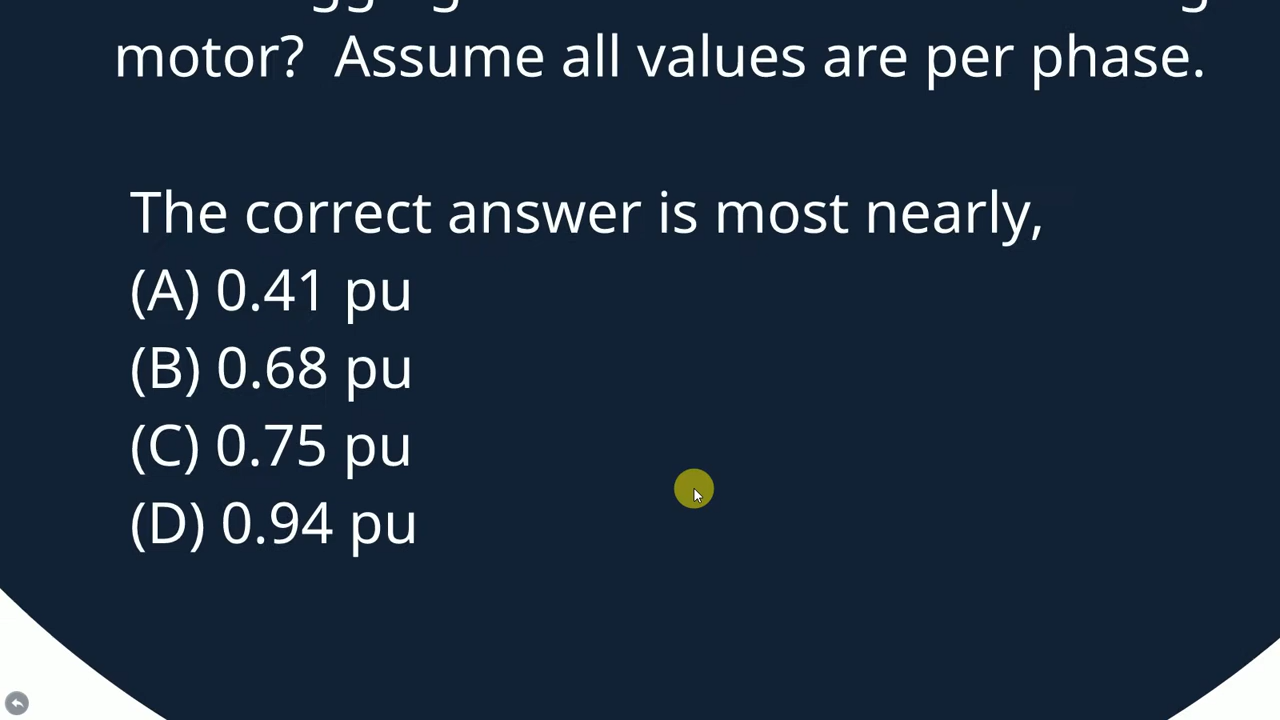 motor? Assume all values are per phase.
The correct answer is most nearly,
(A) 0.41 pu
(B) 0.68 pu
(C) 0.75 pu
(D) 0.94 pu